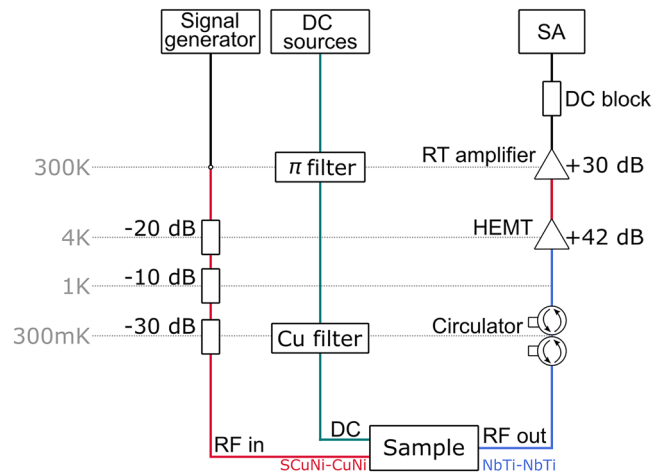 Signal
generator
DC
sources
SA
DC block
300K
π filter
RT amplifier
+30 dB
4K
-20 dB
HEMT
+42 dB
1K
-10 dB
300mK
-30 dB
Cu filter
Circulator
RF in
DC
Sample
RF out
SCuNi-CuNi
NbTi-NbTi